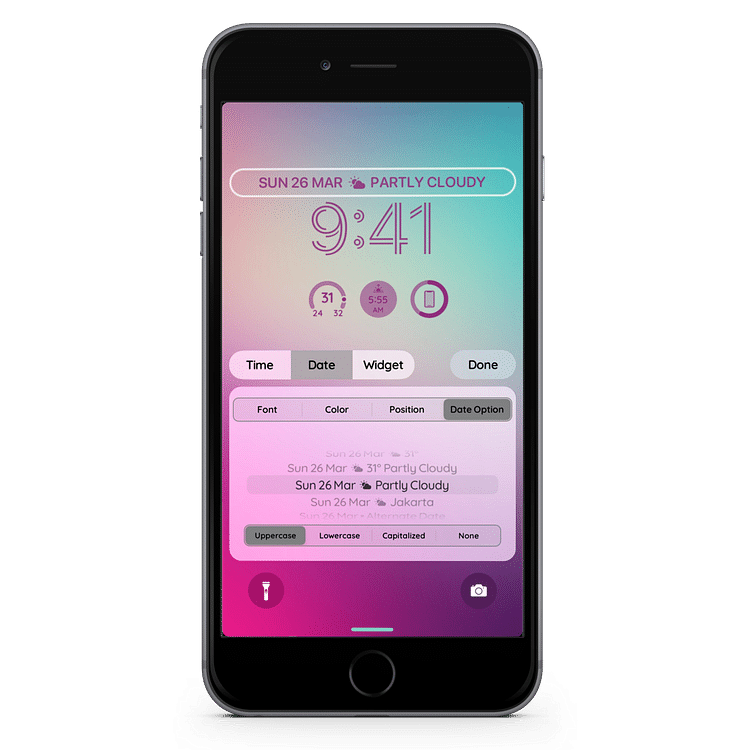 SUN 26 MAR PARTLY CLOUDY
9:41
31
24 32
5:55
AM
Time Date Widget Done
Font Color Position Date Option
Sun 26 Mar 31°
Sun 26 Mar 31° Partly Cloudy
Sun 26 Mar Partly Cloudy
Sun 26 Mar Jakarta
Sun 26 Mar • Alternate Date
Uppercase Lowercase Capitalized None